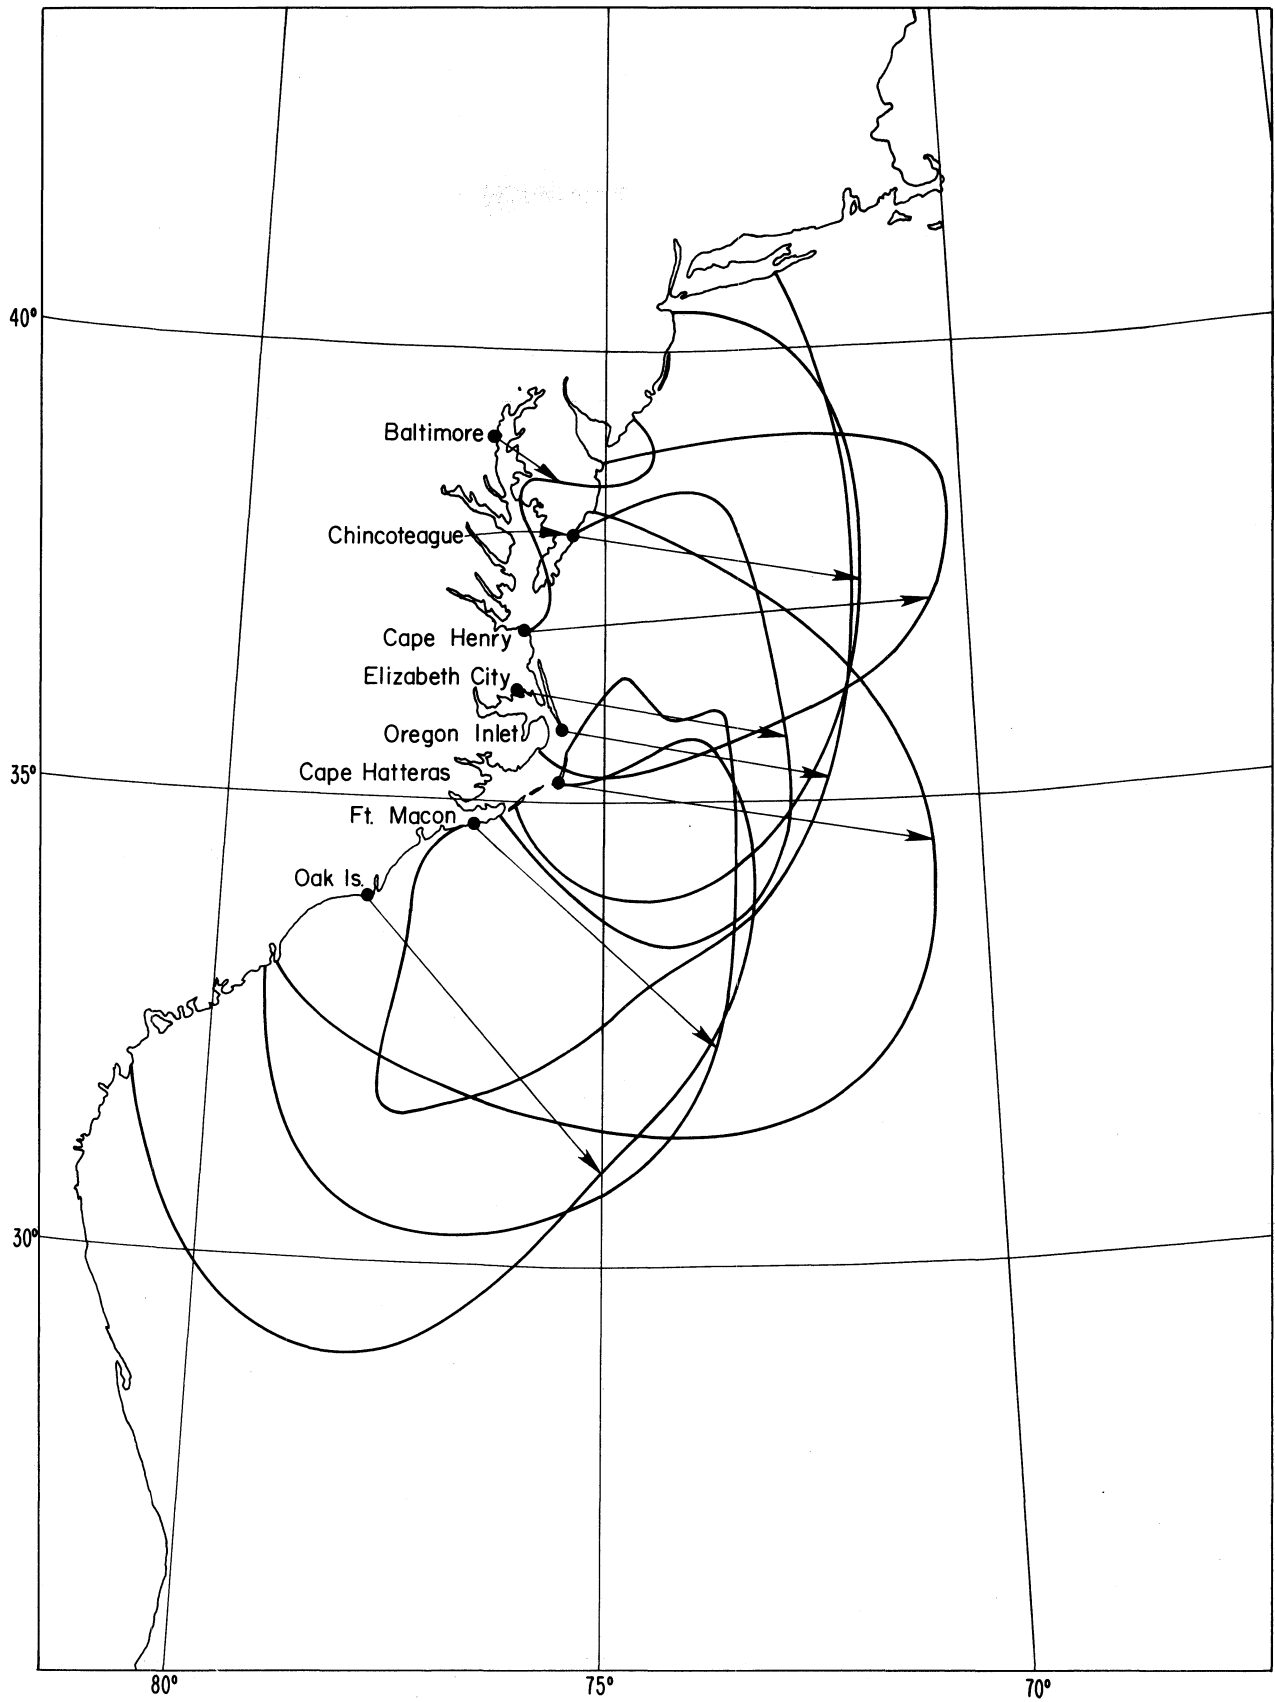 40°
Baltimore
Chincoteague
Cape Henry
Elizabeth City
Oregon Inlet
Cape Hatteras
35°
Ft. Macon
Oak Is.
30°
80°
75°
70°